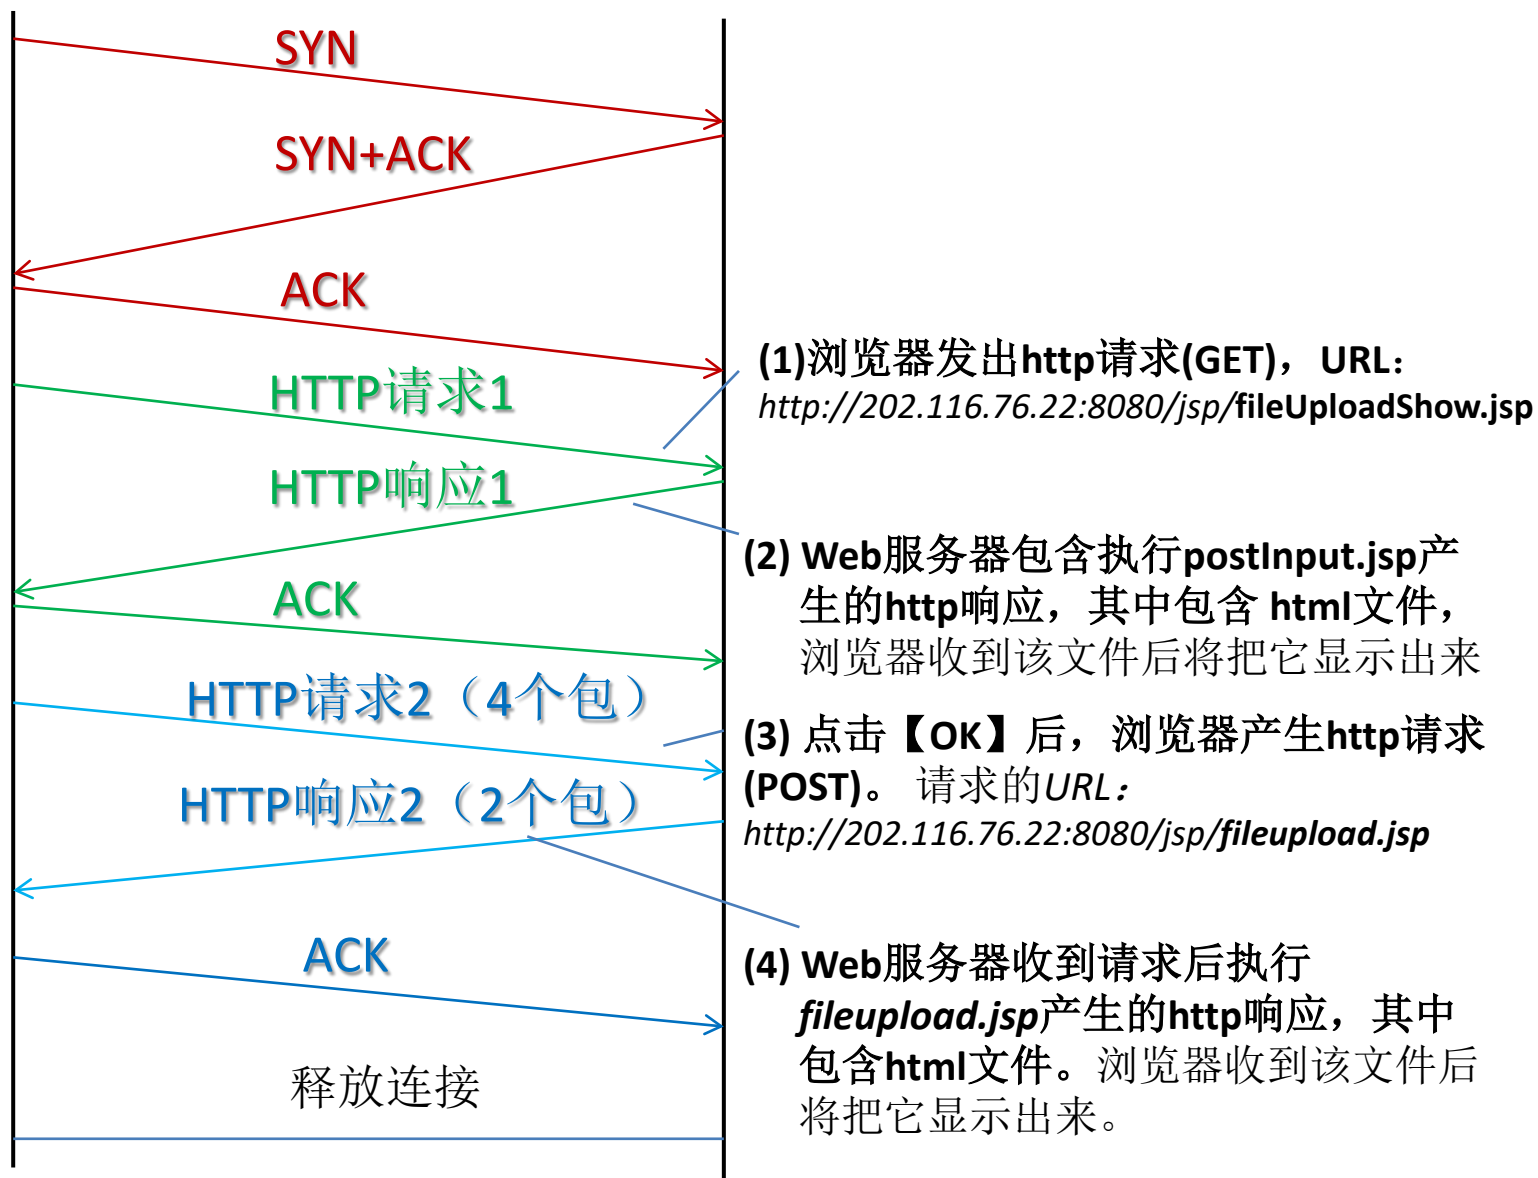 SYN
SYN+ACK
ACK
HTTP请求1
HTTP响应1
ACK
HTTP请求2（4个包）
HTTP响应2（2个包）
ACK
释放连接
(1)浏览器发出http请求(GET)，URL：
http://202.116.76.22:8080/jsp/fileUploadShow.jsp
(2) Web服务器包含执行postInput.jsp产
生的http响应，其中包含 html文件，
浏览器收到该文件后将把它显示出来
(3) 点击【OK】后，浏览器产生http请求
(POST)。 请求的URL：
http://202.116.76.22:8080/jsp/fileupload.jsp
(4) Web服务器收到请求后执行
fileupload.jsp产生的http响应，其中
包含html文件。浏览器收到该文件后
将把它显示出来。